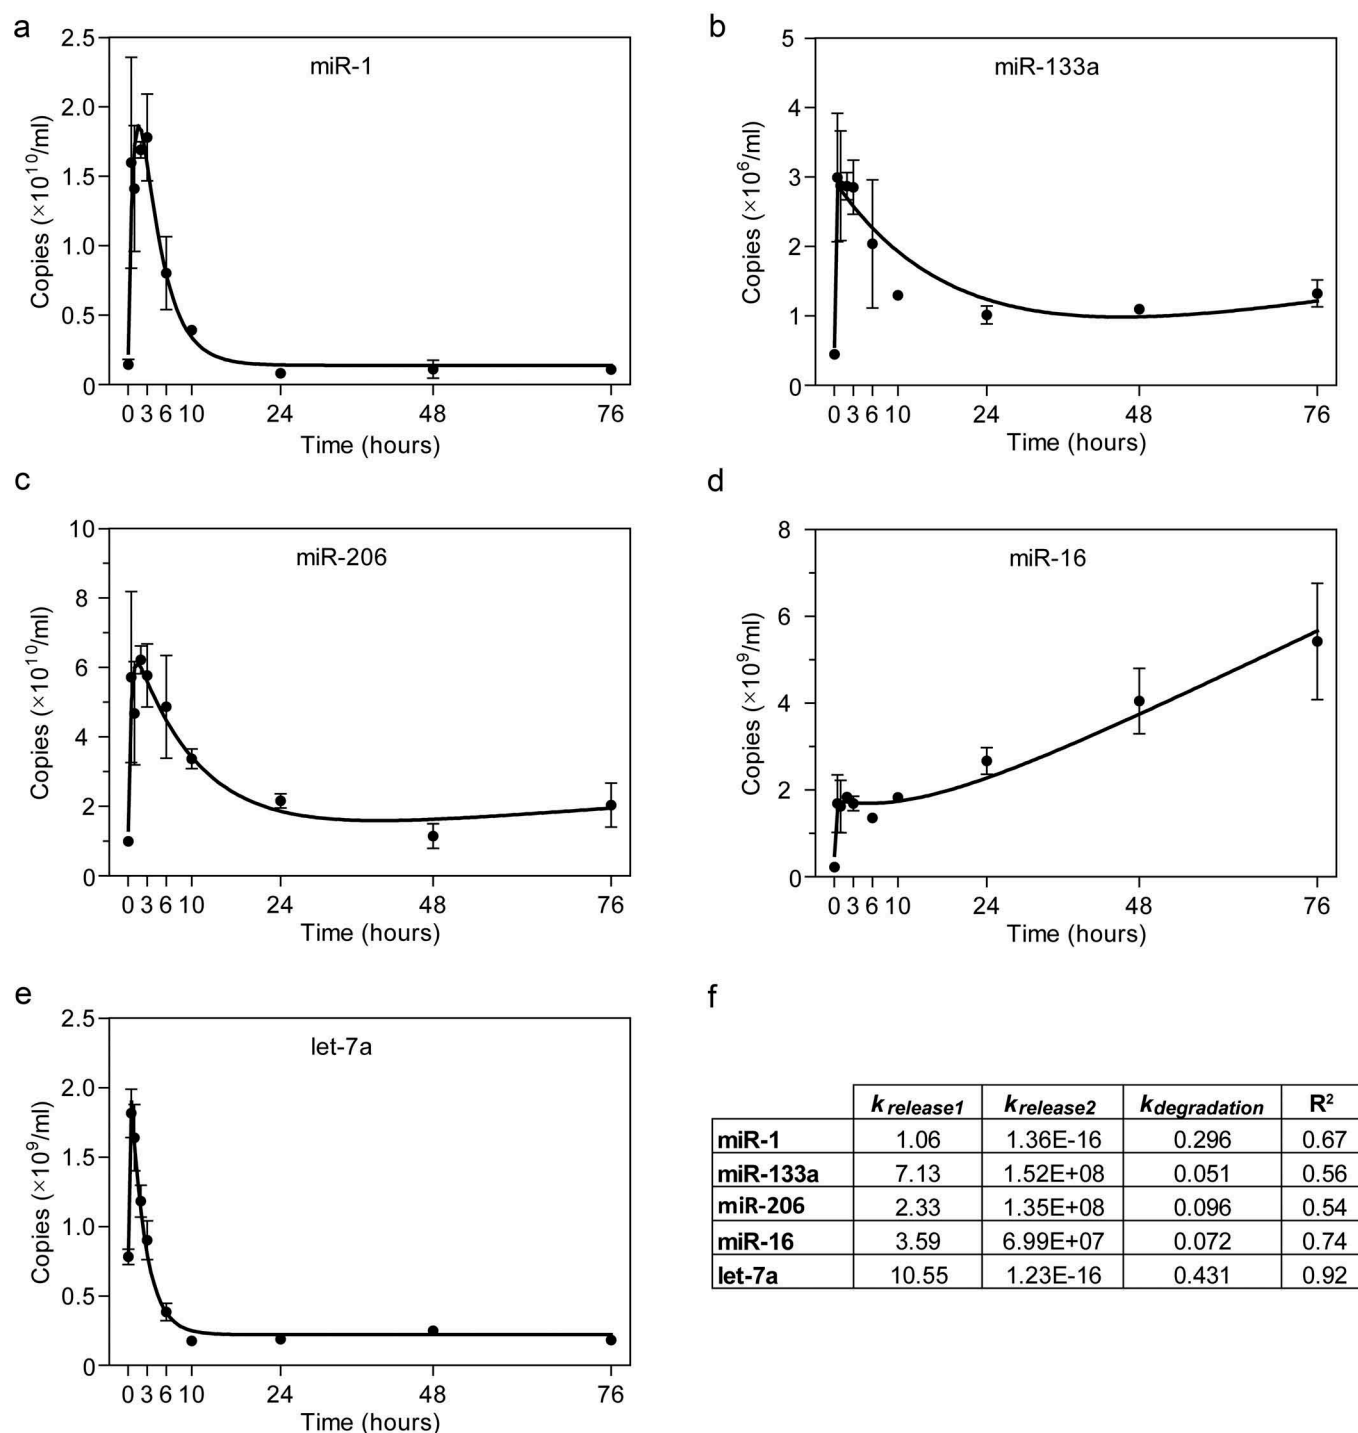 a
2.5
2.0
1.5
1.0
0.5
0
miR-1
Copies (×10¹⁰/ml)
0 3 6 10 24 48 76
Time (hours)
b
5
4
3
2
1
0
miR-133a
Copies (×10⁶/ml)
0 3 6 10 24 48 76
Time (hours)
c
10
8
6
4
2
0
miR-206
Copies (×10¹⁰/ml)
0 3 6 10 24 48 76
Time (hours)
d
8
6
4
2
0
miR-16
Copies (×10⁹/ml)
0 3 6 10 24 48 76
Time (hours)
e
2.5
2.0
1.5
1.0
0.5
0
let-7a
Copies (×10⁹/ml)
0 3 6 10 24 48 76
Time (hours)
f
k release1 k release2 k degradation R²
miR-1 1.06 1.36E-16 0.296 0.67
miR-133a 7.13 1.52E+08 0.051 0.56
miR-206 2.33 1.35E+08 0.096 0.54
miR-16 3.59 6.99E+07 0.072 0.74
let-7a 10.55 1.23E-16 0.431 0.92